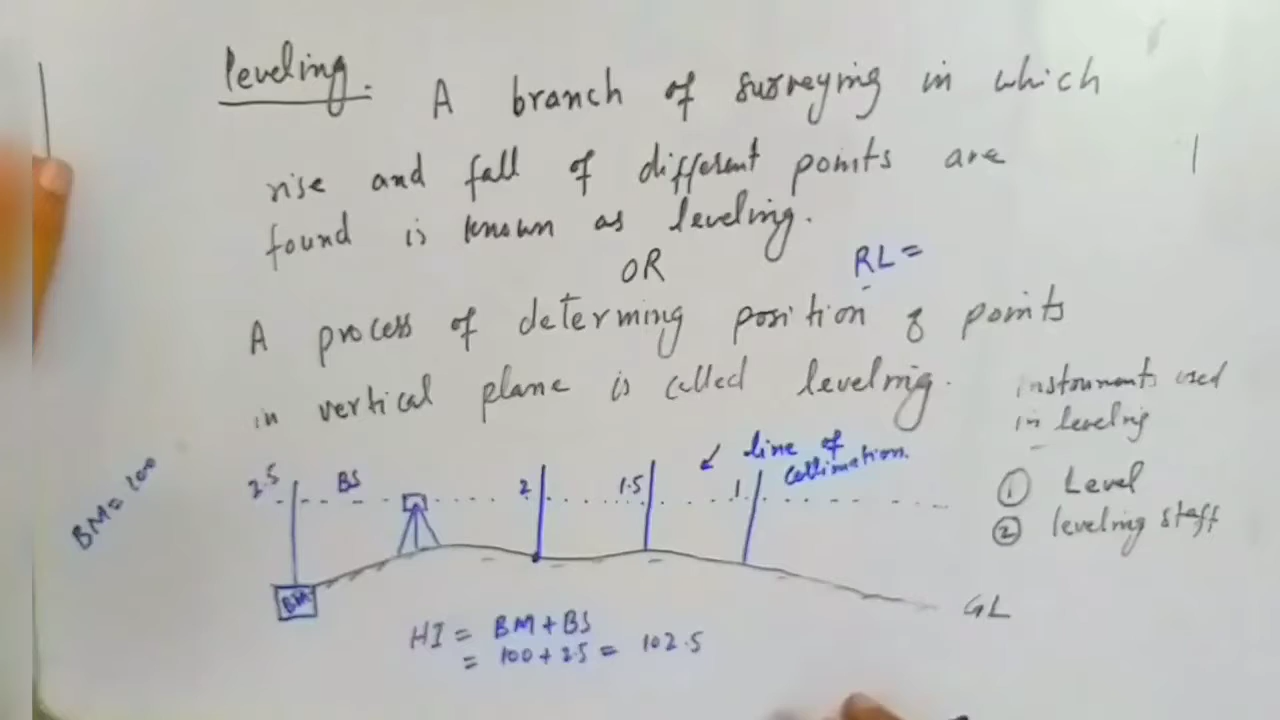 leveling. A branch of surveying in which
rise and fall of different points are
found is known as leveling.
OR
RL =
A process of determing position of points
in vertical plane is called leveling.
instruments used
in leveling
① Level
② leveling staff
BM = 100
2.5 BS 2 1.5 1
line of
collimation.
BM
GL
HI = BM + BS
= 100 + 2.5 = 102.5